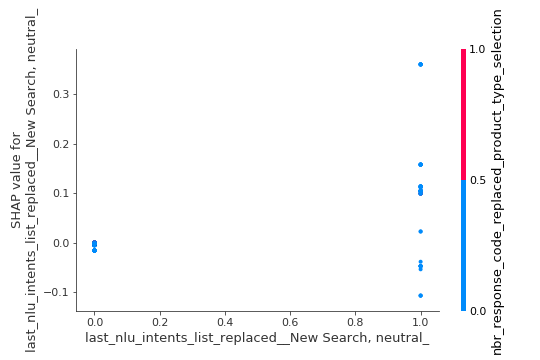 SHAP value for
last_nlu_intents_list_replaced__New Search, neutral_
0.3
0.2
0.1
0.0
−0.1
0.0 0.2 0.4 0.6 0.8 1.0
last_nlu_intents_list_replaced__New Search, neutral_
1.0
0.5
0.0
nbr_response_code_replaced_product_type_selection